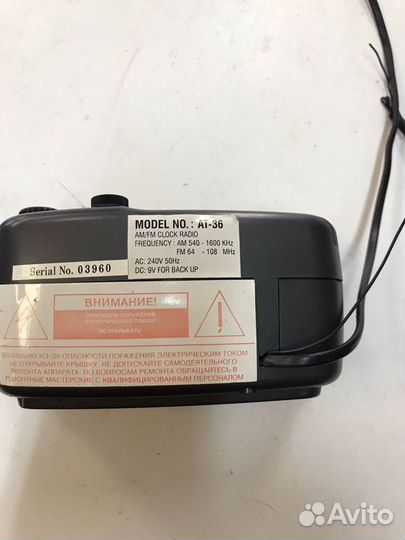 MODEL NO. : AT-36
AM/FM CLOCK RADIO
FREQUENCY : AM 540 - 1600 KHz
FM 64 - 108 MHz
AC: 240V 50Hz
DC: 9V FOR BACK UP
Serial No. 03960
ВНИМАНИЕ!
ОПАСНОСТЬ ПОРАЖЕНИЯ
ЭЛЕКТРИЧЕСКИМ ТОКОМ!
НЕ ОТКРЫВАТЬ!
ВНИМАНИЕ! ИЗ-ЗА ОПАСНОСТИ ПОРАЖЕНИЯ ЭЛЕКТРИЧЕСКИМ ТОКОМ
НЕ ОТКРЫВАЙТЕ КРЫШКУ. НЕ ДОПУСКАЙТЕ САМОДЕЯТЕЛЬНОГО
РЕМОНТА АППАРАТА. ПО ВОПРОСАМ РЕМОНТА ОБРАЩАЙТЕСЬ В
РЕМОНТНЫЕ МАСТЕРСКИЕ С КВАЛИФИЦИРОВАННЫМ ПЕРСОНАЛОМ
Avito